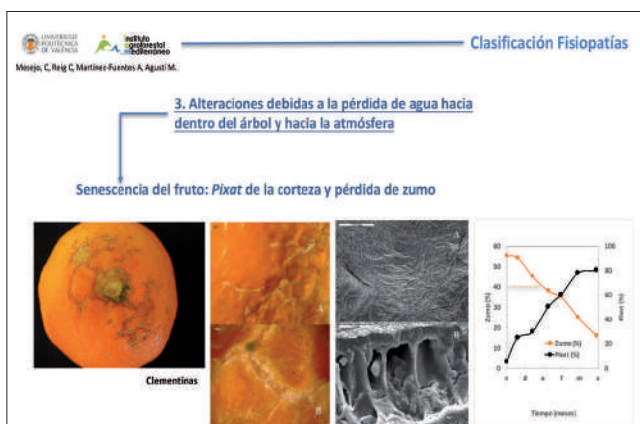 UNIVERSITAT
POLITÈCNICA
DE VALÈNCIA
instituto
agroforestal
mediterráneo
Clasificación Fisiopatías
Mesejo, C, Reig C, Martínez-Fuentes A, Agustí M.
3. Alteraciones debidas a la pérdida de agua hacia
dentro del árbol y hacia la atmósfera
Senescencia del fruto: Pixat de la corteza y pérdida de zumo
Clementinas
A
B
Zumo (%)
60
50
40
30
20
10
0
Pixat (%)
100
80
60
40
20
0
Zumo (%)
Pixat (%)
Tiempo (meses)